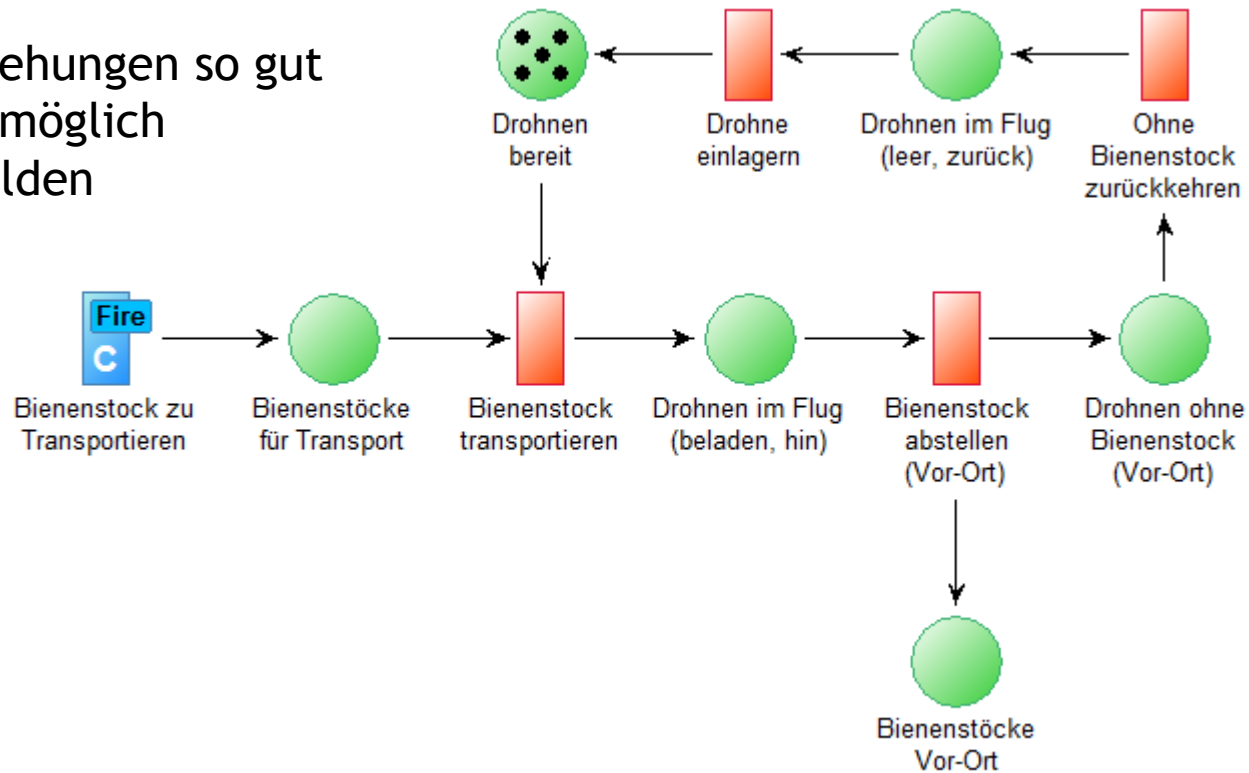 ehungen so gut
möglich
lden
Drohnen
bereit
Drohne
einlagern
Drohnen im Flug
(leer, zurück)
Ohne
Bienenstock
zurückkehren
Fire
C
Bienenstock zu
Transportieren
Bienenstöcke
für Transport
Bienenstock
transportieren
Drohnen im Flug
(beladen, hin)
Bienenstock
abstellen
(Vor-Ort)
Drohnen ohne
Bienenstock
(Vor-Ort)
Bienenstöcke
Vor-Ort